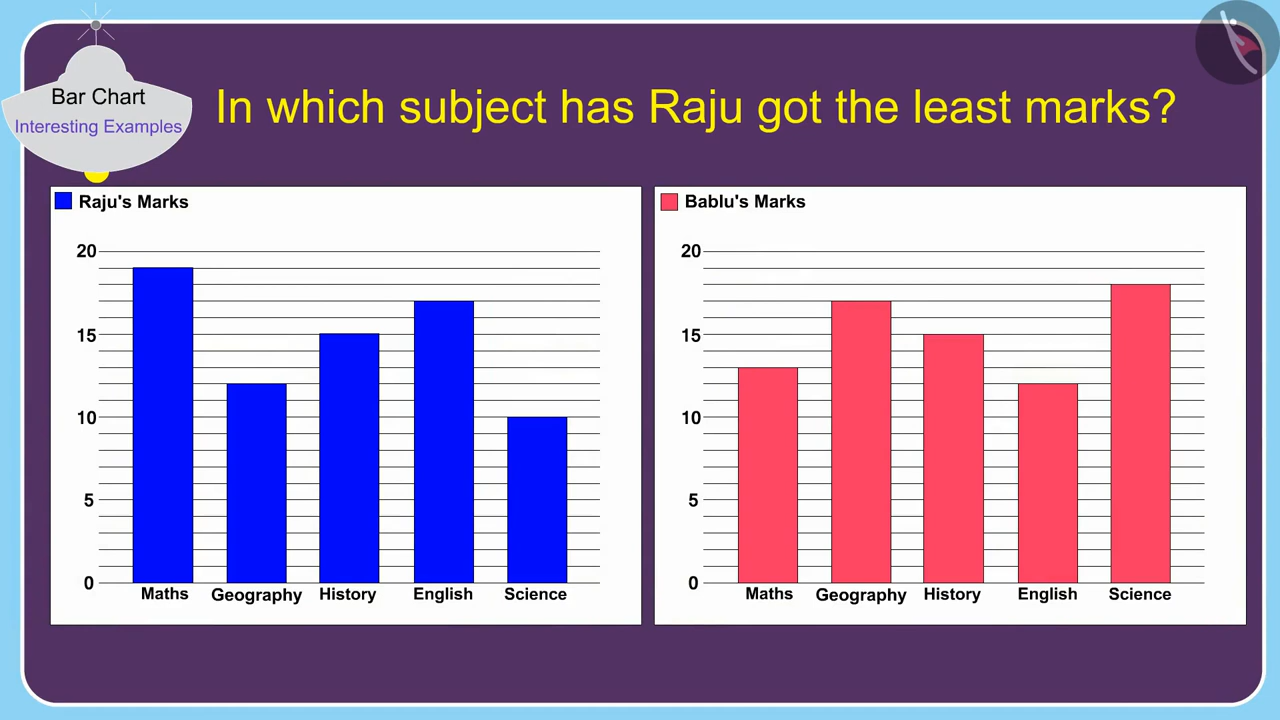 Bar Chart
Interesting Examples
In which subject has Raju got the least marks?
Raju's Marks
20
15
10
5
0
Maths Geography History English Science
Bablu's Marks
20
15
10
5
0
Maths Geography History English Science